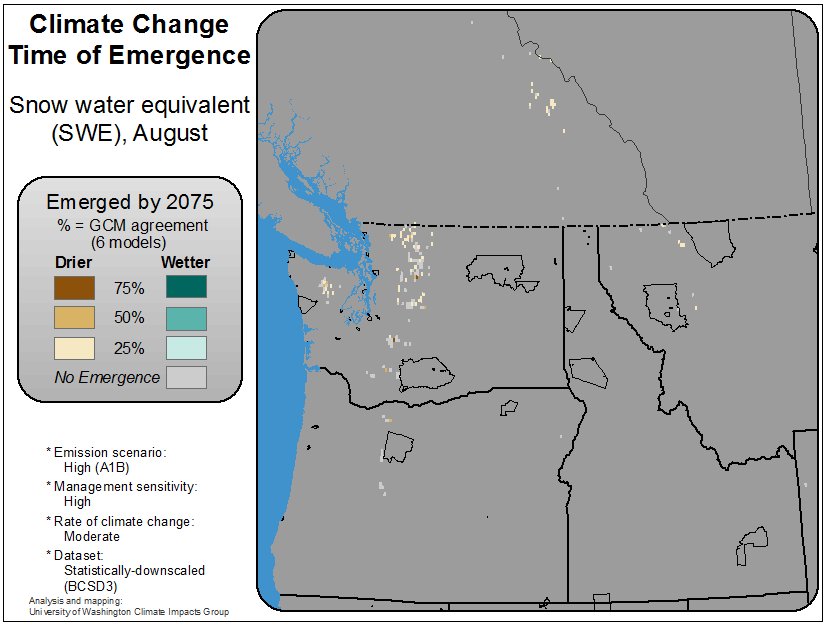 Climate Change
Time of Emergence
Snow water equivalent
(SWE), August
Emerged by 2075
% = GCM agreement
(6 models)
Drier Wetter
75%
50%
25%
No Emergence
* Emission scenario:
High (A1B)
* Management sensitivity:
High
* Rate of climate change:
Moderate
* Dataset:
Statistically-downscaled
(BCSD3)
Analysis and mapping:
University of Washington Climate Impacts Group